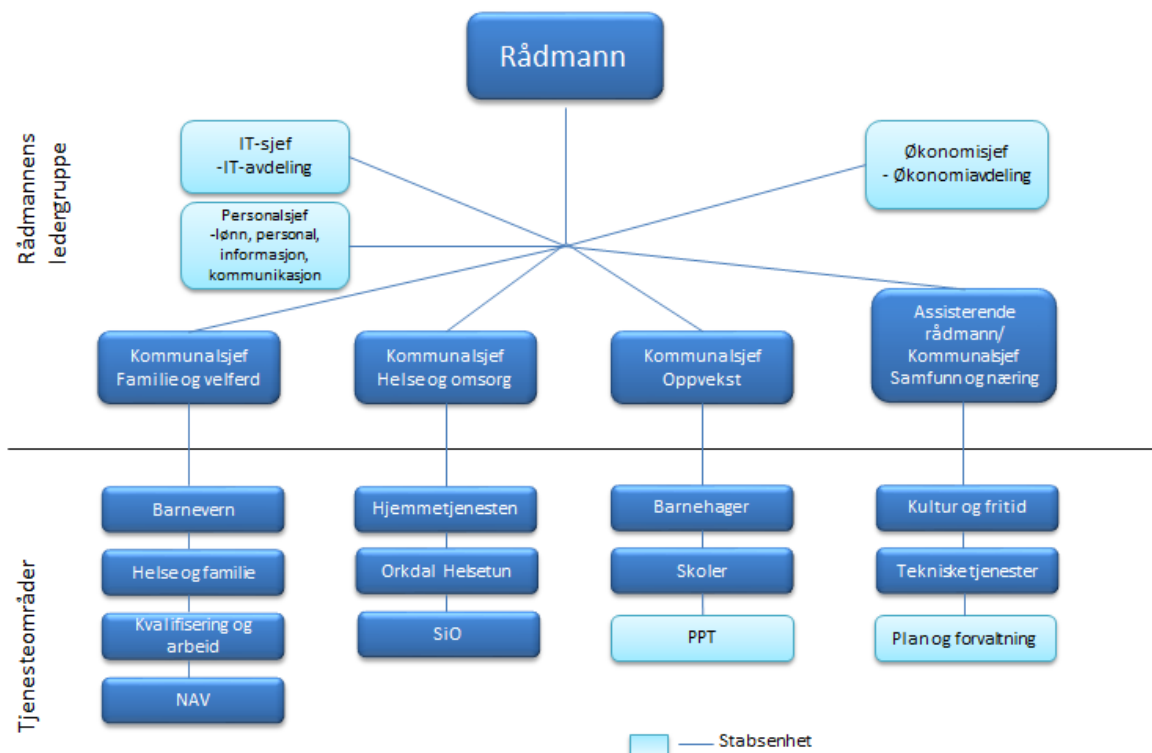 Rådmann
Rådmannens
ledergruppe
IT-sjef
-IT-avdeling
Økonomisjef
- Økonomiavdeling
Personalsjef
-lønn, personal,
informasjon,
kommunikasjon
Kommunalsjef
Familie og velferd
Kommunalsjef
Helse og omsorg
Kommunalsjef
Oppvekst
Assisterende
rådmann/
Kommunalsjef
Samfunn og næring
Tjenesteområder
Barnevern
Hjemmetjenesten
Barnehager
Kultur og fritid
Helse og familie
Orkdal Helsetun
Skoler
Tekniske tjenester
Kvalifisering og
arbeid
SiO
PPT
Plan og forvaltning
NAV
Stabsenhet